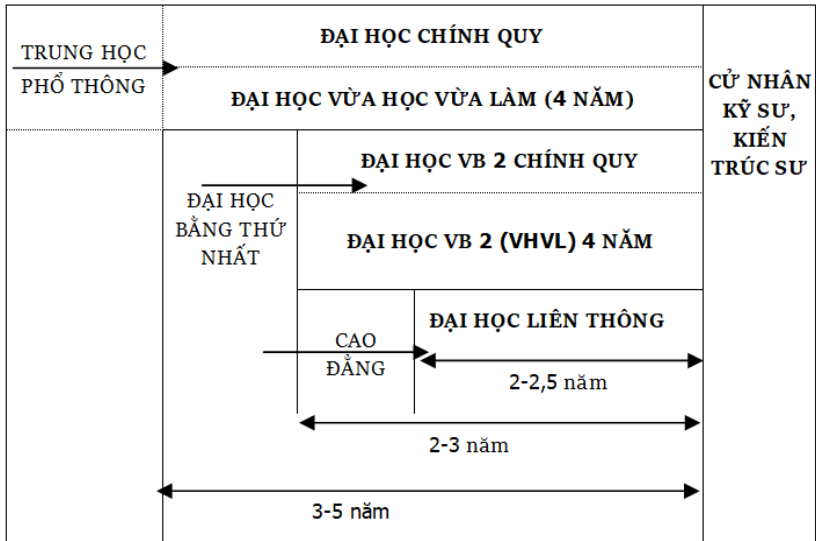 TRUNG HỌC
PHỔ THÔNG
ĐẠI HỌC CHÍNH QUY
ĐẠI HỌC VỪA HỌC VỪA LÀM (4 NĂM)
CỬ NHÂN
KỸ SƯ,
KIẾN
TRÚC SƯ
ĐẠI HỌC
BẰNG THỨ
NHẤT
ĐẠI HỌC VB 2 CHÍNH QUY
ĐẠI HỌC VB 2 (VHVL) 4 NĂM
CAO
ĐẲNG
ĐẠI HỌC LIÊN THÔNG
2-2,5 năm
2-3 năm
3-5 năm